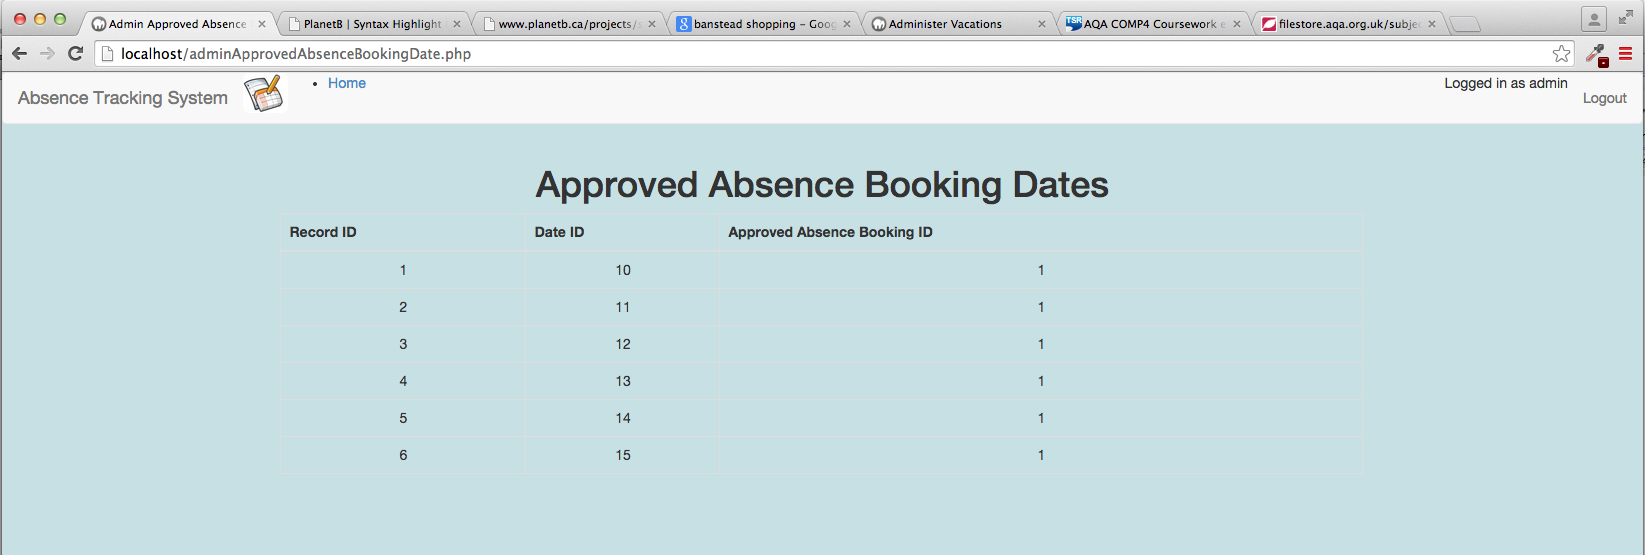 Admin Approved Absence
PlanetB | Syntax Highlight
www.planetb.ca/projects/s
banstead shopping – Goog
Administer Vacations
TSR
AQA COMP4 Coursework e
filestore.aqa.org.uk/subjec
localhost/adminApprovedAbsenceBookingDate.php
Absence Tracking System
Home
Logged in as admin
Logout
Approved Absence Booking Dates
Record ID Date ID Approved Absence Booking ID
1 10 1
2 11 1
3 12 1
4 13 1
5 14 1
6 15 1